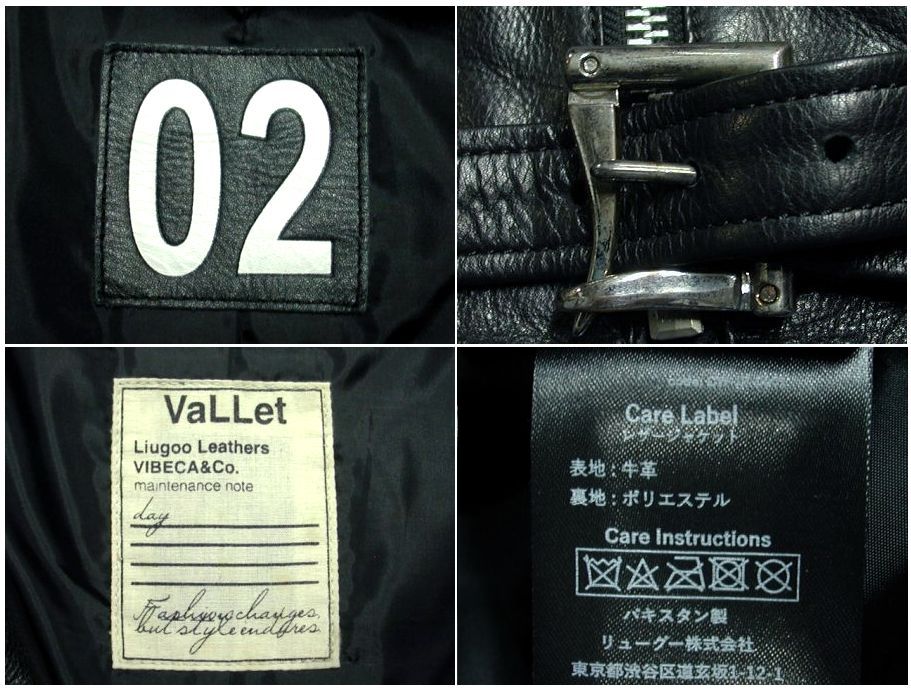 02
VaLLet
Liugoo Leathers
VIBECA&Co.
maintenance note
day
Fashion changes,
but style endures.
Care Label
レザージャケット
表地：牛革
裏地：ポリエステル
Care Instructions
パキスタン製
リューグー株式会社
東京都渋谷区道玄坂1-12-1